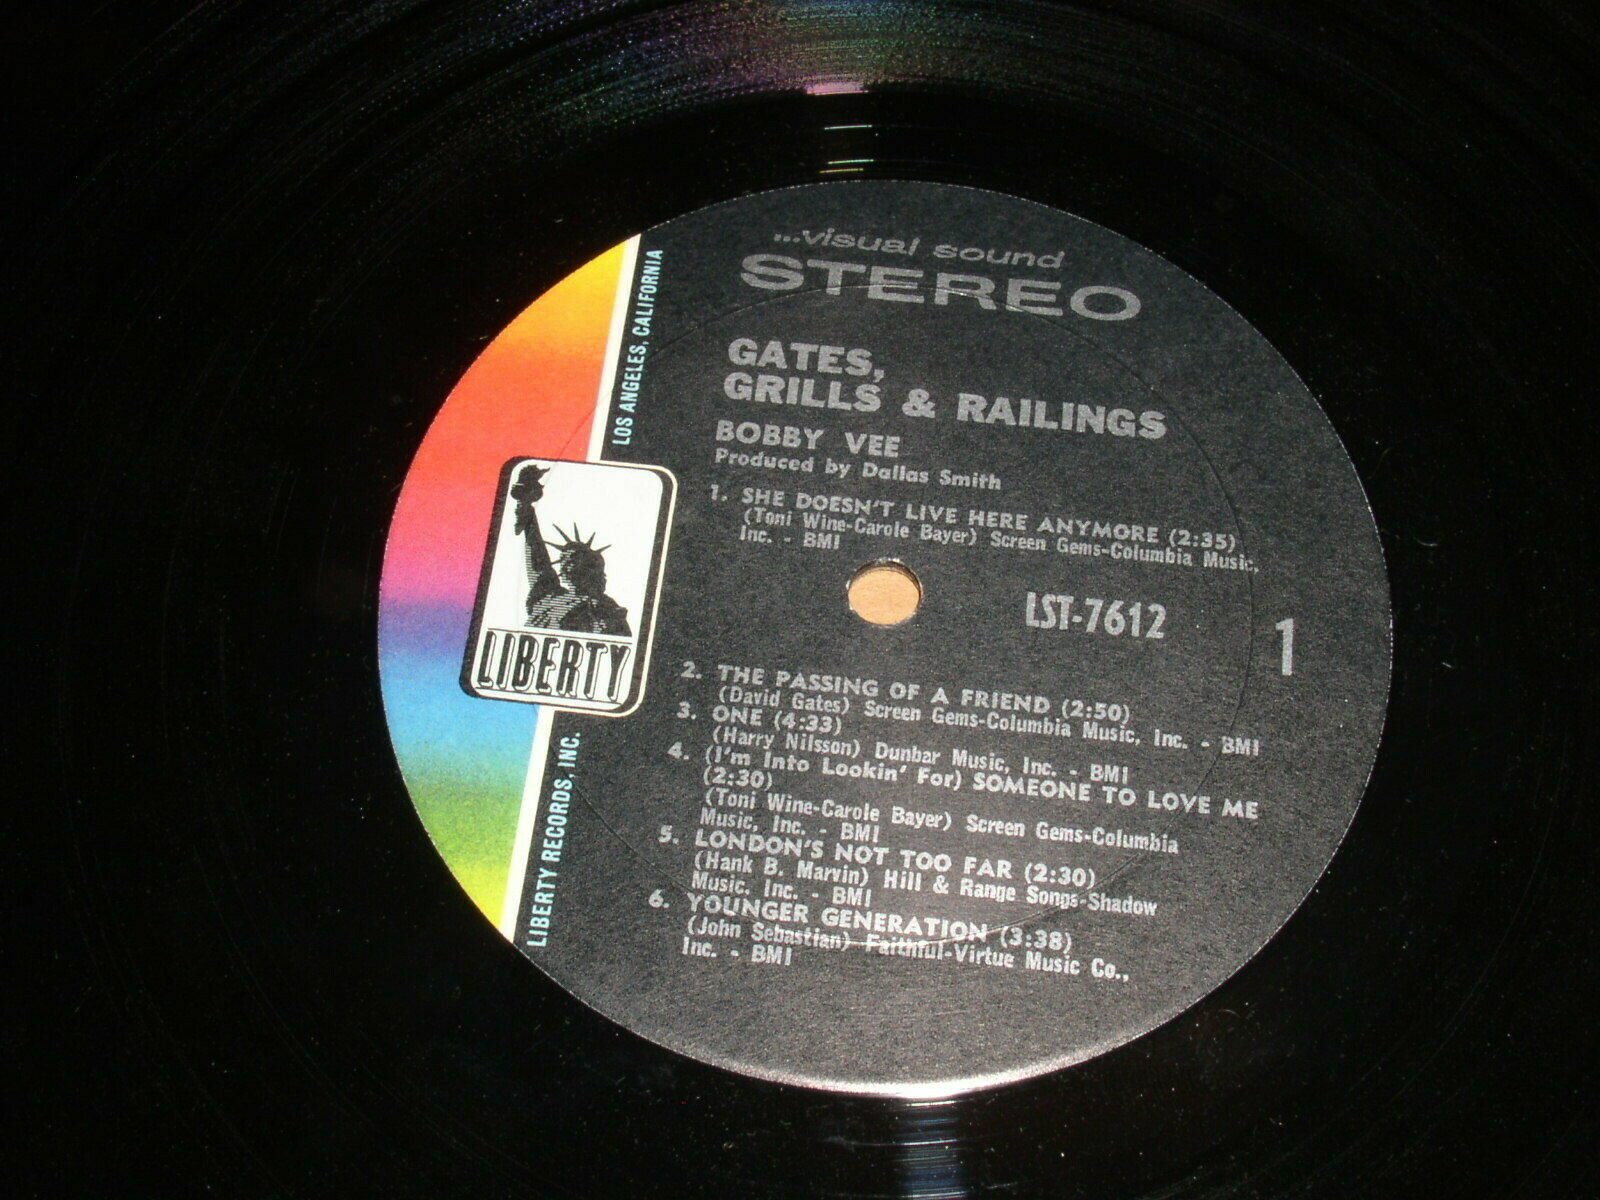 ...visual sound
STEREO
GATES,
GRILLS & RAILINGS
BOBBY VEE
Produced by Dallas Smith
1. SHE DOESN'T LIVE HERE ANYMORE (2:35)
(Toni Wine-Carole Bayer) Screen Gems-Columbia Music,
Inc. - BMI
LST-7612
1
2. THE PASSING OF A FRIEND (2:50)
(David Gates) Screen Gems-Columbia Music, Inc. - BMI
3. ONE (4:33)
(Harry Nilsson) Dunbar Music, Inc. - BMI
4. (I'm Into Lookin' For) SOMEONE TO LOVE ME
(2:30)
(Toni Wine-Carole Bayer) Screen Gems-Columbia
Music, Inc. - BMI
5. LONDON'S NOT TOO FAR (2:30)
(Hank B. Marvin) Hill & Range Songs-Shadow
Music, Inc. - BMI
6. YOUNGER GENERATION (3:38)
(John Sebastian) Faithful-Virtue Music Co.,
Inc. - BMI
LIBERTY
LIBERTY RECORDS, INC.
LOS ANGELES, CALIFORNIA